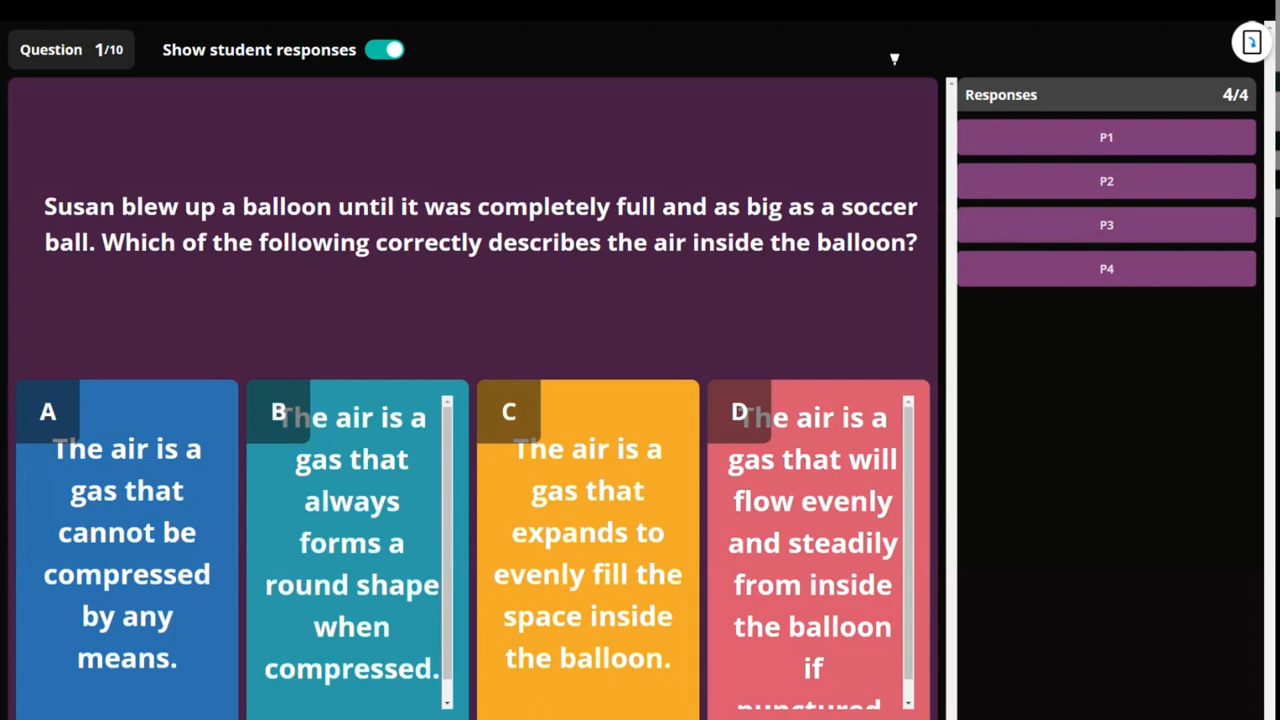 Question 1/10
Show student responses
Responses 4/4
P1
P2
P3
P4
Susan blew up a balloon until it was completely full and as big as a soccer
ball. Which of the following correctly describes the air inside the balloon?
A
The air is a
gas that
cannot be
compressed
by any
means.
B
The air is a
gas that
always
forms a
round shape
when
compressed.
C
The air is a
gas that
expands to
evenly fill the
space inside
the balloon.
D
The air is a
gas that will
flow evenly
and steadily
from inside
the balloon
if
punctured.